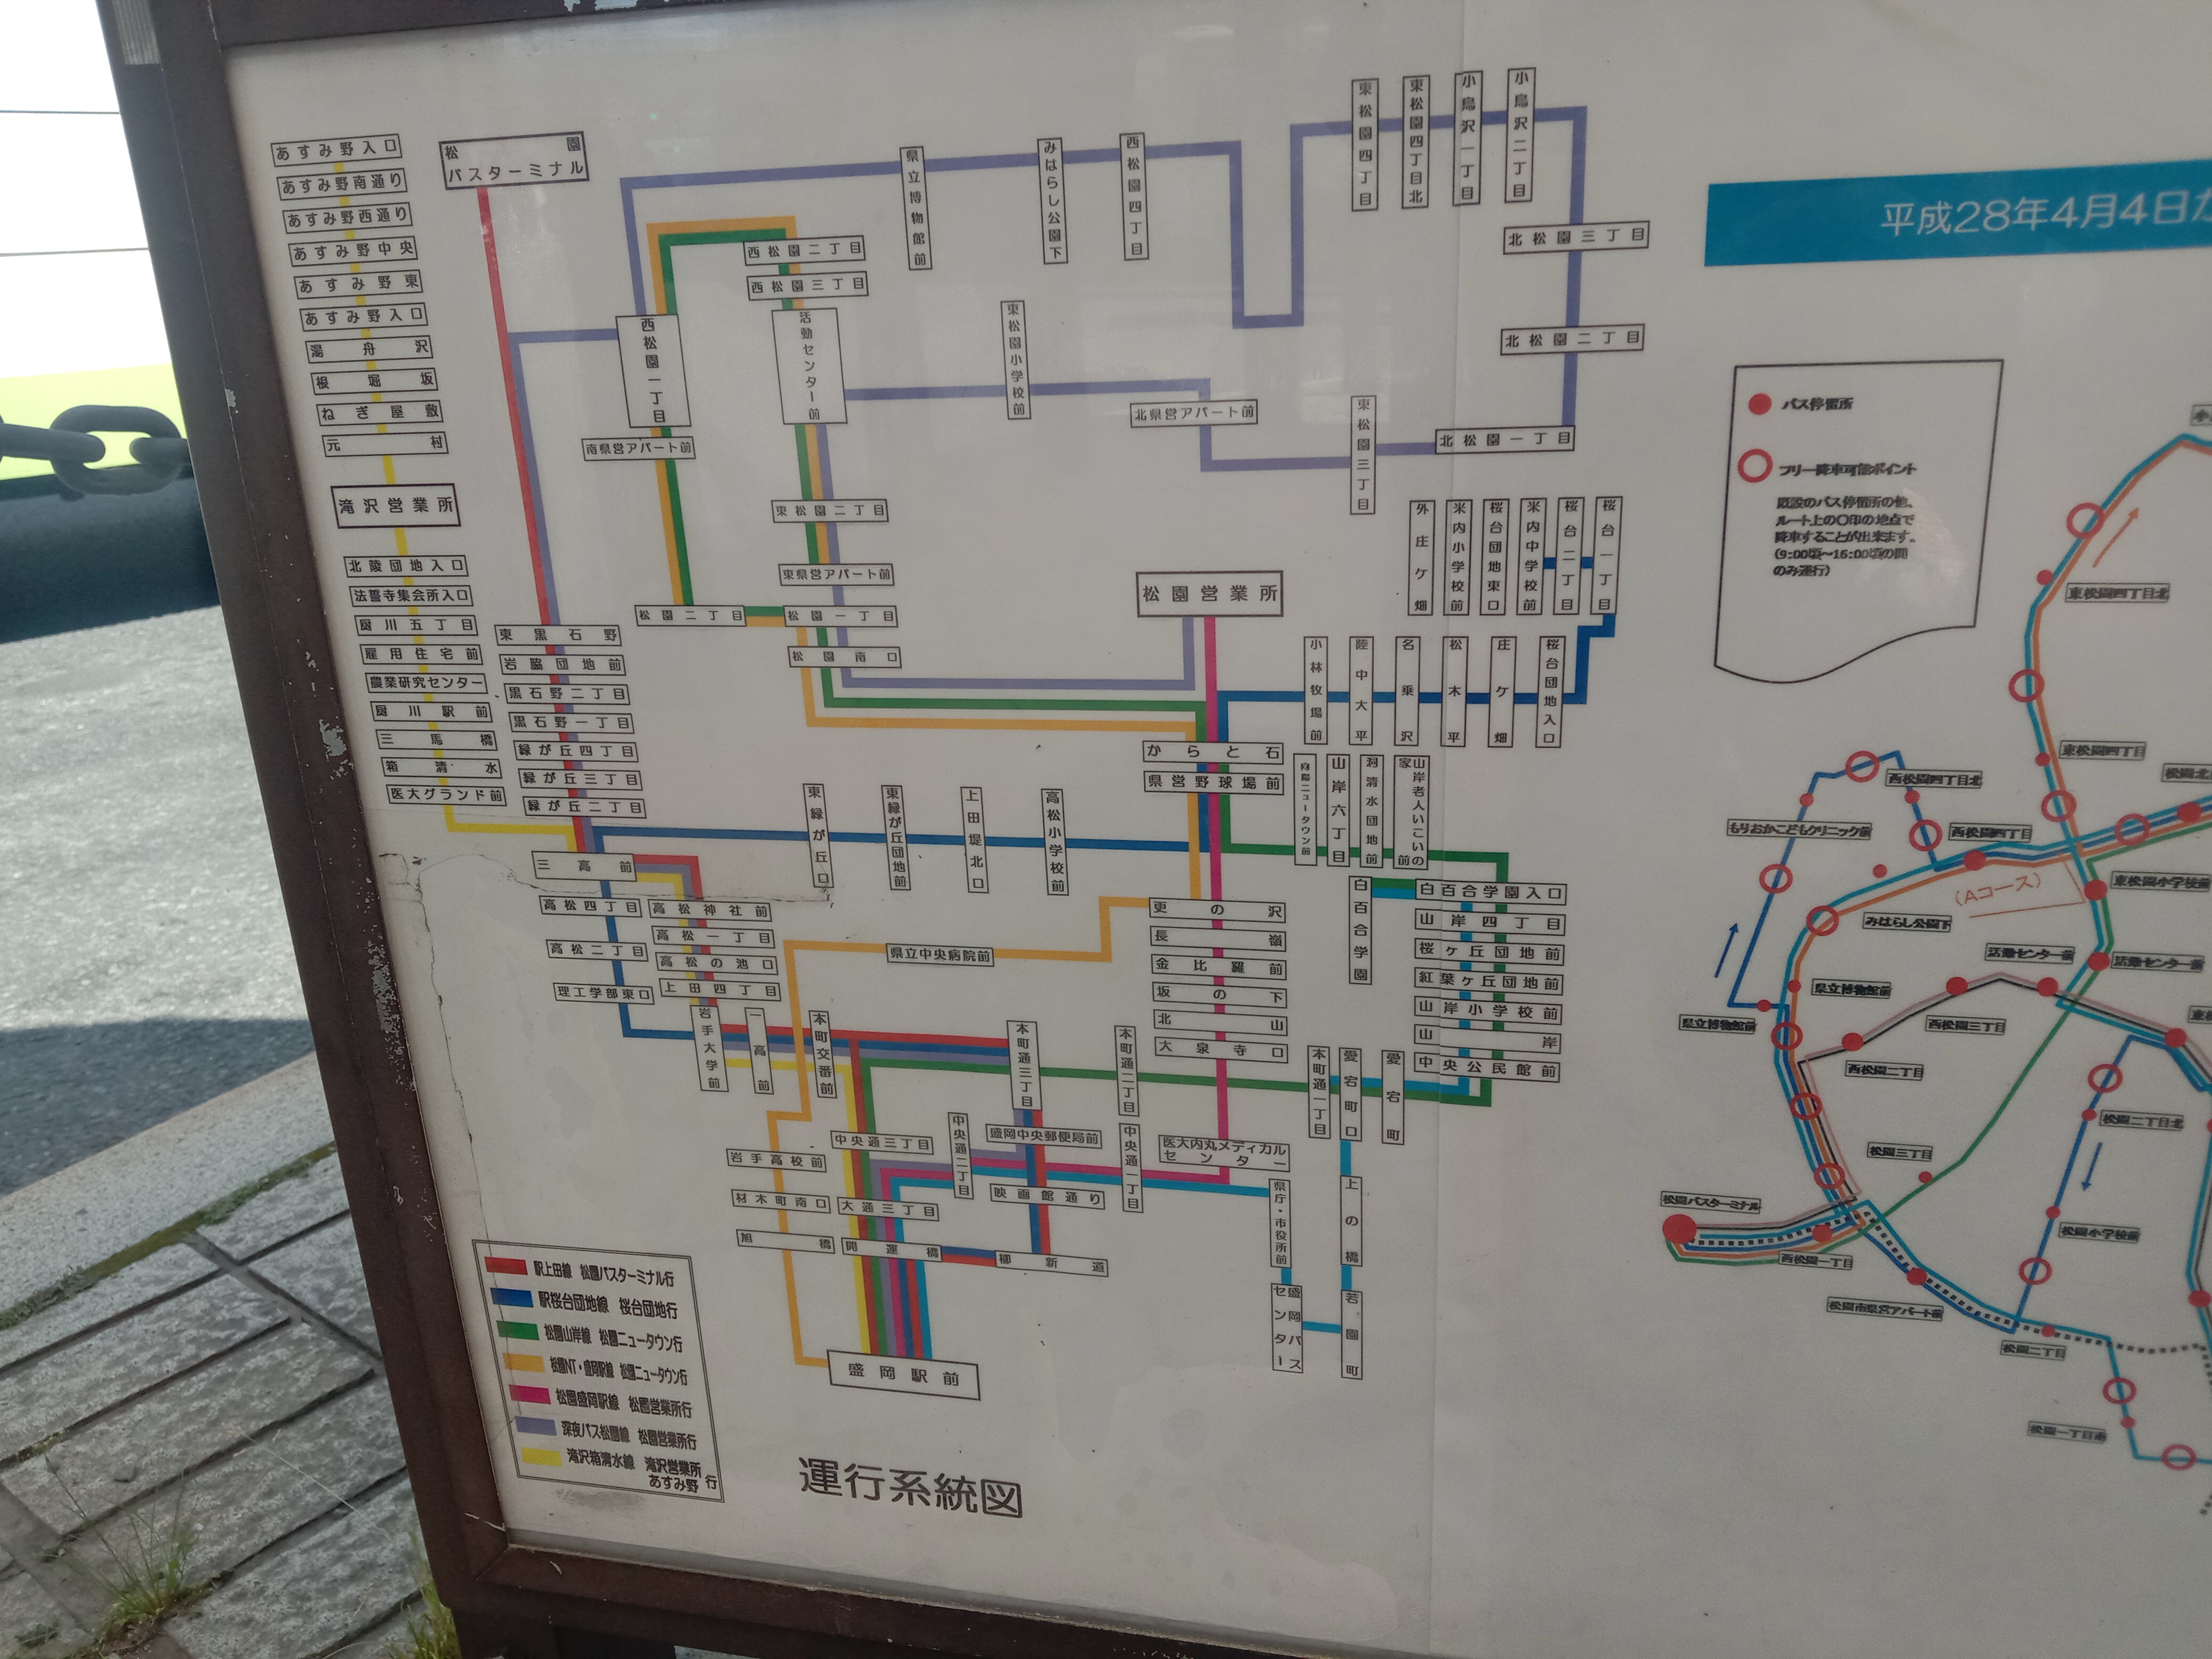 あすみ野入口
あすみ野南通り
あすみ野西通り
あすみ野中央
あすみ野東
あすみ野入口
湯舟沢
根堀坂
ねぎ屋敷
元村
滝沢営業所
北陵団地入口
法誓寺集会所入口
厨川五丁目
雇用住宅前
農業研究センター
厨川駅前
三馬橋
箱清水
医大グランド前
松園
バスターミナル
東黒石野
岩脇団地前
黒石野二丁目
黒石野一丁目
緑が丘四丁目
緑が丘三丁目
緑が丘二丁目
三高前
高松四丁目
高松二丁目
理工学部東口
高松神社前
高松一丁目
高松の池口
上田四丁目
岩手大学前
一高前
本町交番前
西松園一丁目
南県営アパート前
西松園二丁目
西松園三丁目
活動センター前
東松園二丁目
東県営アパート前
松園二丁目
松園一丁目
松園南口
県立博物館前
みはらし公園下
西松園四丁目
東松園小学校前
北県営アパート前
東松園四丁目
東松園四丁目北
小鳥沢一丁目
小鳥沢二丁目
北松園三丁目
北松園二丁目
北松園一丁目
東松園三丁目
松園営業所
外庄ケ畑
米内小学校前
桜台団地東口
米内中学校前
桜台二丁目
桜台一丁目
小林牧場前
陸中大平
名乗沢
松木平
庄ケ畑
桜台団地入口
からと石
県営野球場前
山岸六丁目
洞清水団地前
山岸老人いこいの
家前
東緑が丘口
東緑が丘団地前
上田堤北口
高松小学校前
更の沢
長嶺
金比羅前
坂の下
北山
大泉寺口
県立中央病院前
白百合学園
白百合学園入口
山岸四丁目
桜ヶ丘団地前
紅葉ヶ丘団地前
山岸小学校前
山岸
中央公民館前
本町通三丁目
本町通二丁目
本町通一丁目
愛宕町口
愛宕町
中央通三丁目
中央通二丁目
盛岡中央郵便局前
中央通一丁目
医大内丸メディカル
センター
岩手高校前
材木町南口
旭橋
大通三丁目
映画館通り
開運橋
柳新道
県庁・市役所前
上の橋
盛岡バス
センター
若園町
盛岡駅前
駅上田線 松園バスターミナル行
駅桜台団地線 桜台団地行
松園山岸線 松園ニュータウン行
松園NT・盛岡駅線 松園ニュータウン行
松園盛岡駅線 松園営業所行
深夜バス松園線 松園営業所行
滝沢箱清水線 滝沢営業所
あすみ野 行
運行系統図
平成28年4月4日
バス停留所
フリー降車可能ポイント
既設のバス停留所の他、
ルート上の〇印の地点で
降車することが出来ます。
(9:00頃~16:00頃の間
のみ運行)
東松園四丁目北
東松園四丁目
西松園四丁目北
もりおかこどもクリニック前
西松園四丁目
(Aコース)
東松園小学校前
みはらし公園下
活動センター前
活動センター前
県立博物館前
県立博物館前
西松園三丁目
西松園二丁目
松園二丁目北
松園三丁目
松園バスターミナル
西松園一丁目
松園小学校前
松園市県営アパート前
松園二丁目